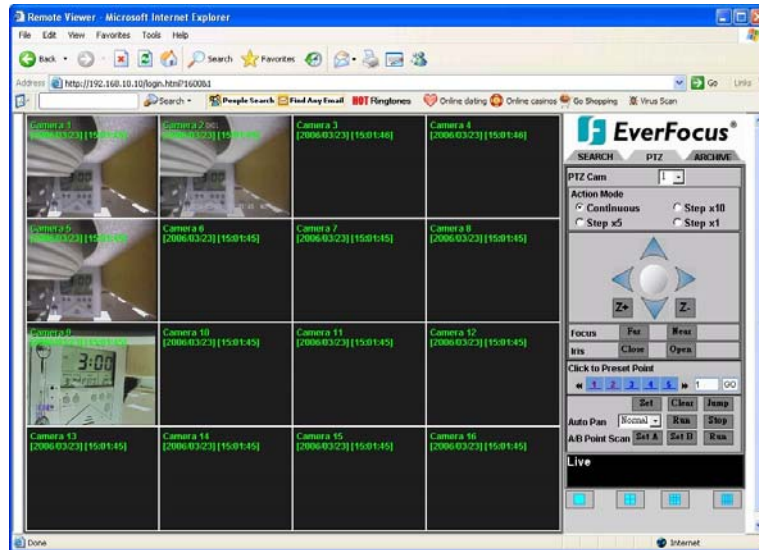 Remote Viewer - Microsoft Internet Explorer
File Edit View Favorites Tools Help
Back Search Favorites
Address http://192.168.10.10/login.html?1600&1 Go Links
Search People Search Find Any Email HOT Ringtones Online dating Online casinos Go Shopping Virus Scan
Camera 1
Camera 2
Camera 3
[2006/03/23] [15:01:46]
Camera 4
[2006/03/23] [15:01:46]
Camera 5
[2006/03/23] [15:01:45]
Camera 6
[2006/03/23] [15:01:45]
Camera 7
[2006/03/23] [15:01:45]
Camera 8
[2006/03/23] [15:01:45]
Camera 9
3:00
Camera 10
[2006/03/23] [15:01:45]
Camera 11
[2006/03/23] [15:01:45]
Camera 12
[2006/03/23] [15:01:45]
Camera 13
[2006/03/23] [15:01:45]
Camera 14
[2006/03/23] [15:01:45]
Camera 15
[2006/03/23] [15:01:45]
Camera 16
[2006/03/23] [15:01:45]
EverFocus®
SEARCH PTZ ARCHIVE
PTZ Cam 1
Action Mode
Continuous Step x10
Step x5 Step x1
Z+ Z-
Focus Far Near
Iris Close Open
Click to Preset Point
1 2 3 4 5 1 GO
Set Clear Jump
Auto Pan Normal Run Stop
A/B Point Scan Set A Set B Run
Live
Done Internet